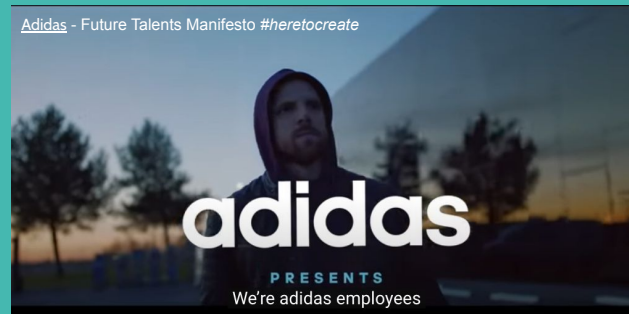 Adidas - Future Talents Manifesto #heretocreate
adidas
PRESENTS
We're adidas employees